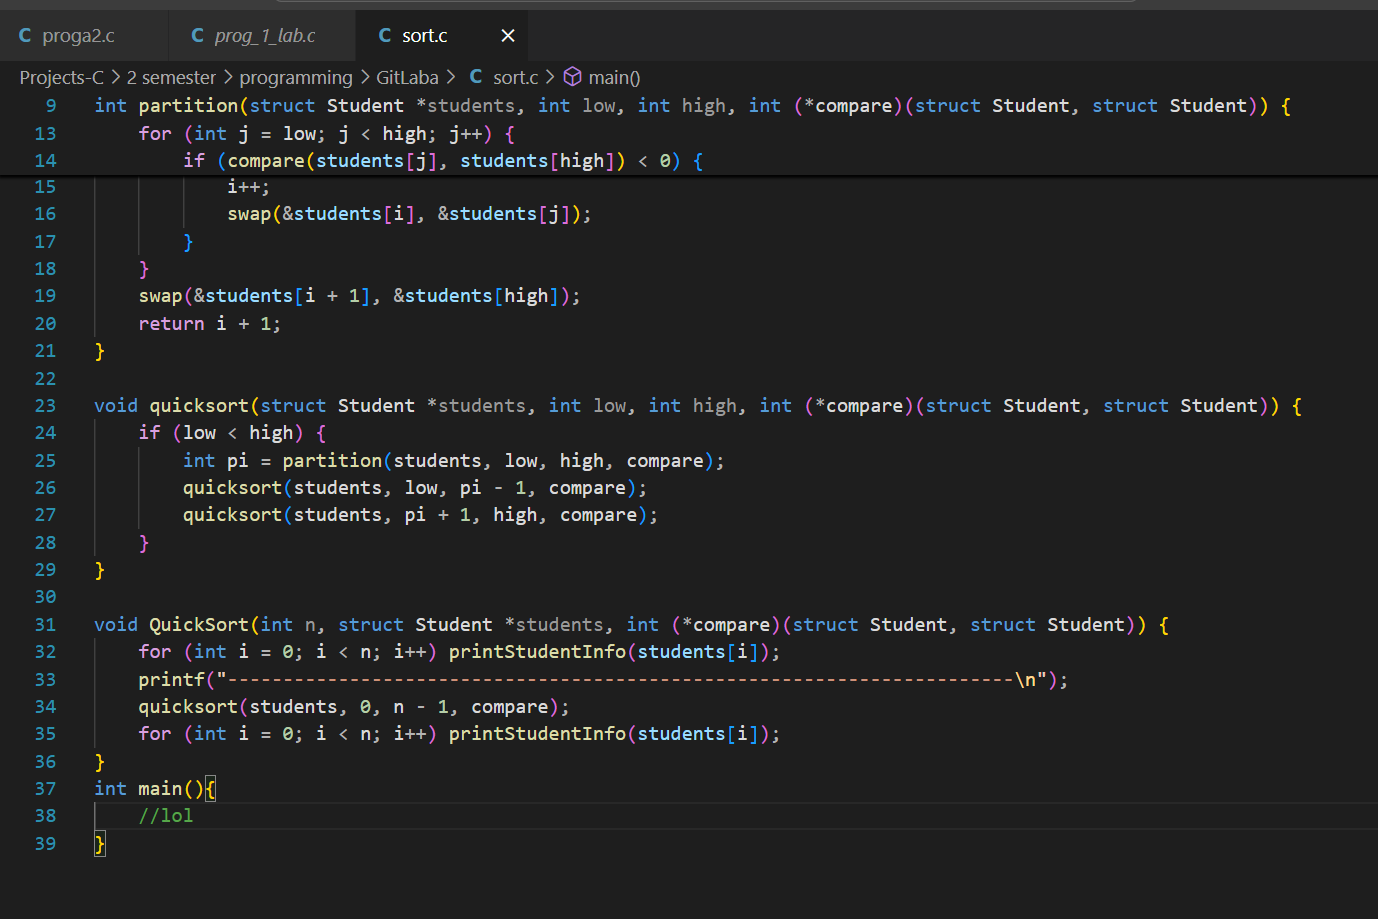 C proga2.c C prog_1_lab.c C sort.c ×
Projects-C > 2 semester > programming > GitLaba > C sort.c > main()
9 int partition(struct Student *students, int low, int high, int (*compare)(struct Student, struct Student)) {
13 for (int j = low; j < high; j++) {
14 if (compare(students[j], students[high]) < 0) {
15 i++;
16 swap(&students[i], &students[j]);
17 }
18 }
19 swap(&students[i + 1], &students[high]);
20 return i + 1;
21 }
22
23 void quicksort(struct Student *students, int low, int high, int (*compare)(struct Student, struct Student)) {
24 if (low < high) {
25 int pi = partition(students, low, high, compare);
26 quicksort(students, low, pi - 1, compare);
27 quicksort(students, pi + 1, high, compare);
28 }
29 }
30
31 void QuickSort(int n, struct Student *students, int (*compare)(struct Student, struct Student)) {
32 for (int i = 0; i < n; i++) printStudentInfo(students[i]);
33 printf("-----------------------------------------------------------------------\n");
34 quicksort(students, 0, n - 1, compare);
35 for (int i = 0; i < n; i++) printStudentInfo(students[i]);
36 }
37 int main(){
38 //lol
39 }